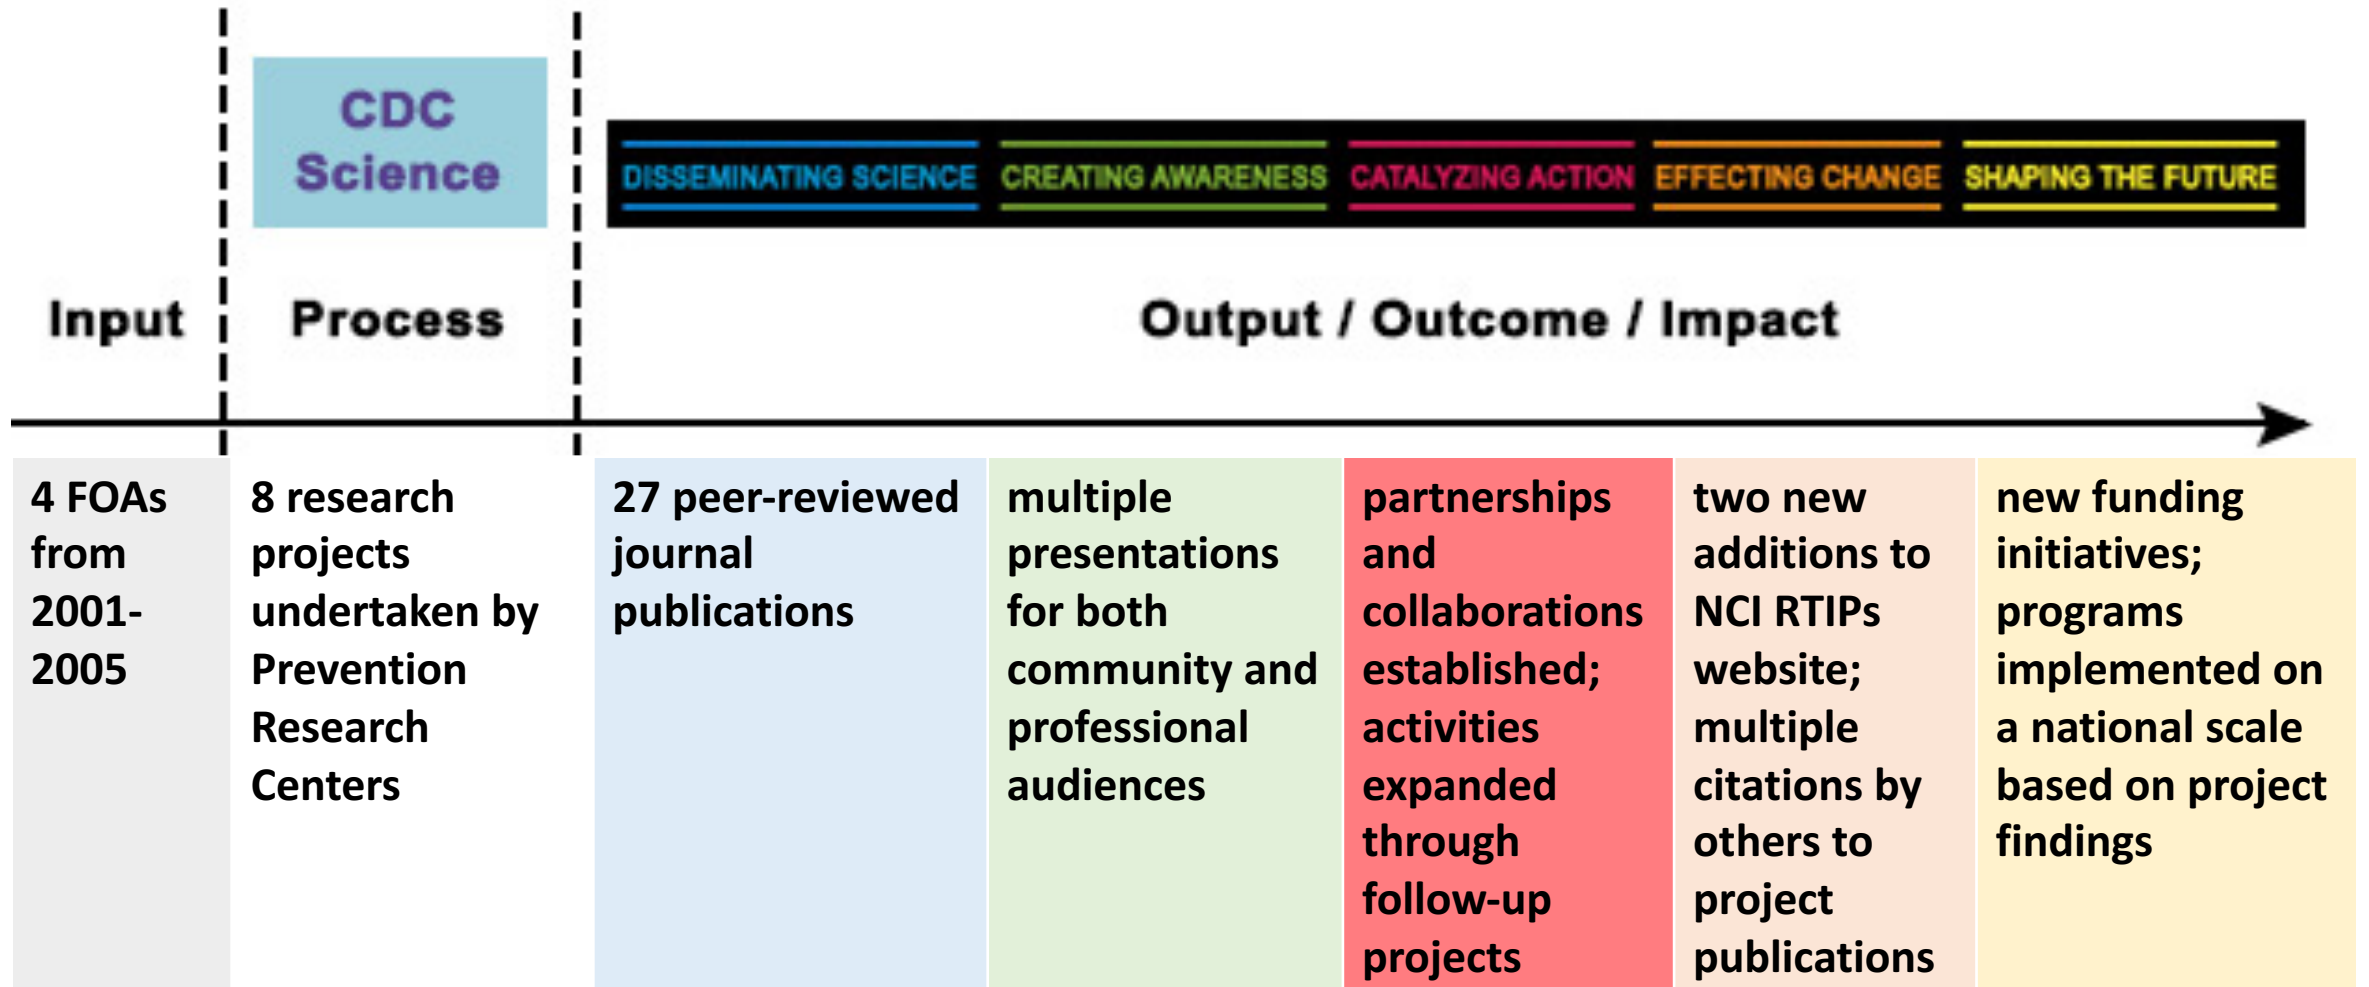 CDC
Science
DISSEMINATING SCIENCE
CREATING AWARENESS
CATALYZING ACTION
EFFECTING CHANGE
SHAPING THE FUTURE
Input
Process
Output / Outcome / Impact
4 FOAs
from
2001-
2005
8 research
projects
undertaken by
Prevention
Research
Centers
27 peer-reviewed
journal
publications
multiple
presentations
for both
community and
professional
audiences
partnerships
and
collaborations
established;
activities
expanded
through
follow-up
projects
two new
additions to
NCI RTIPs
website;
multiple
citations by
others to
project
publications
new funding
initiatives;
programs
implemented on
a national scale
based on project
findings